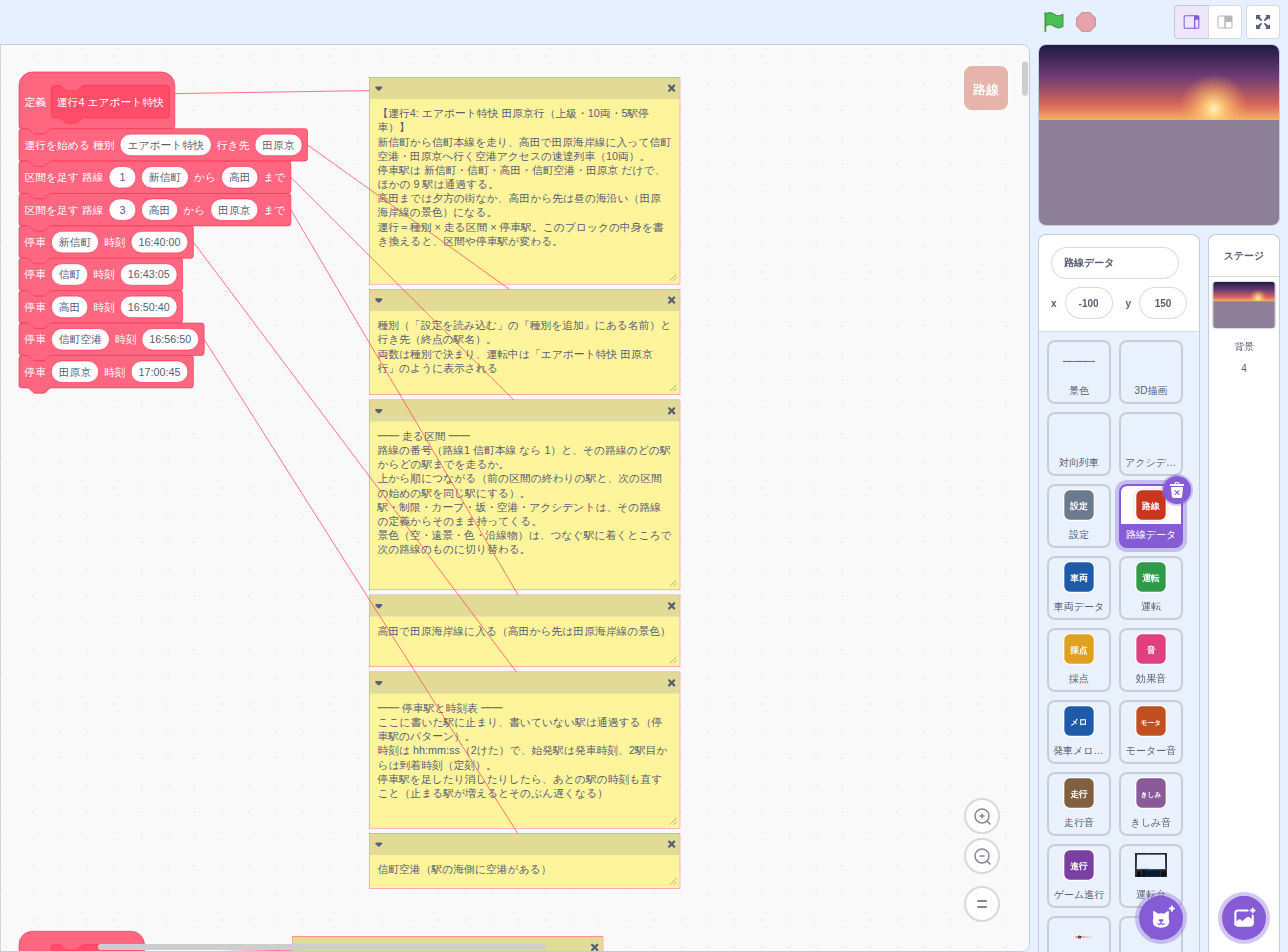 定義 運行4 エアポート特快
運行を始める 種別 エアポート特快 行き先 田原京
区間を足す 路線 1 新信町 から 高田 まで
区間を足す 路線 3 高田 から 田原京 まで
停車 新信町 時刻 16:40:00
停車 信町 時刻 16:43:05
停車 高田 時刻 16:50:40
停車 信町空港 時刻 16:56:50
停車 田原京 時刻 17:00:45
【運行4: エアポート特快 田原京行（上級・10両・5駅停
車）】
新信町から信町本線を走り、高田で田原海岸線に入って信町
空港・田原京へ行く空港アクセスの速達列車（10両）。
停車駅は 新信町・信町・高田・信町空港・田原京 だけで、
ほかの 9 駅は通過する。
高田までは夕方の街なか、高田から先は昼の海沿い（田原
海岸線の景色）になる。
運行＝種別 × 走る区間 × 停車駅。このブロックの中身を書
き換えると、区間や停車駅が変わる。
種別（「設定を読み込む」の『種別を追加』にある名前）と
行き先（終点の駅名）。
両数は種別で決まり、運転中は「エアポート特快 田原京
行」のように表示される
━━ 走る区間 ━━
路線の番号（路線1 信町本線 なら 1）と、その路線のどの駅
からどの駅までを走るか。
上から順につながる（前の区間の終わりの駅と、次の区間
の始めの駅を同じ駅にする）。
駅・制限・カーブ・坂・空港・アクシデントは、その路線
の定義からそのまま持ってくる。
景色（空・遠景・色・沿線物）は、つなぐ駅に着くところで
次の路線のものに切り替わる。
高田で田原海岸線に入る（高田から先は田原海岸線の景色）
━━ 停車駅と時刻表 ━━
ここに書いた駅に止まり、書いていない駅は通過する（停
車駅のパターン）。
時刻は hh:mm:ss（2けた）で、始発駅は発車時刻、2駅目か
らは到着時刻（定刻）。
停車駅を足したり消したりしたら、あとの駅の時刻も直す
こと（止まる駅が増えるとそのぶん遅くなる）
信町空港（駅の海側に空港がある）
路線
路線データ
x -100 y 150
景色
3D描画
対向列車
アクシデ…
設定
設定
路線
路線データ
車両
車両データ
運転
運転
採点
採点
音
効果音
メロ
発車メロ…
モータ
モーター音
走行
走行音
きしみ
きしみ音
進行
ゲーム進行
運転台
ステージ
背景
4